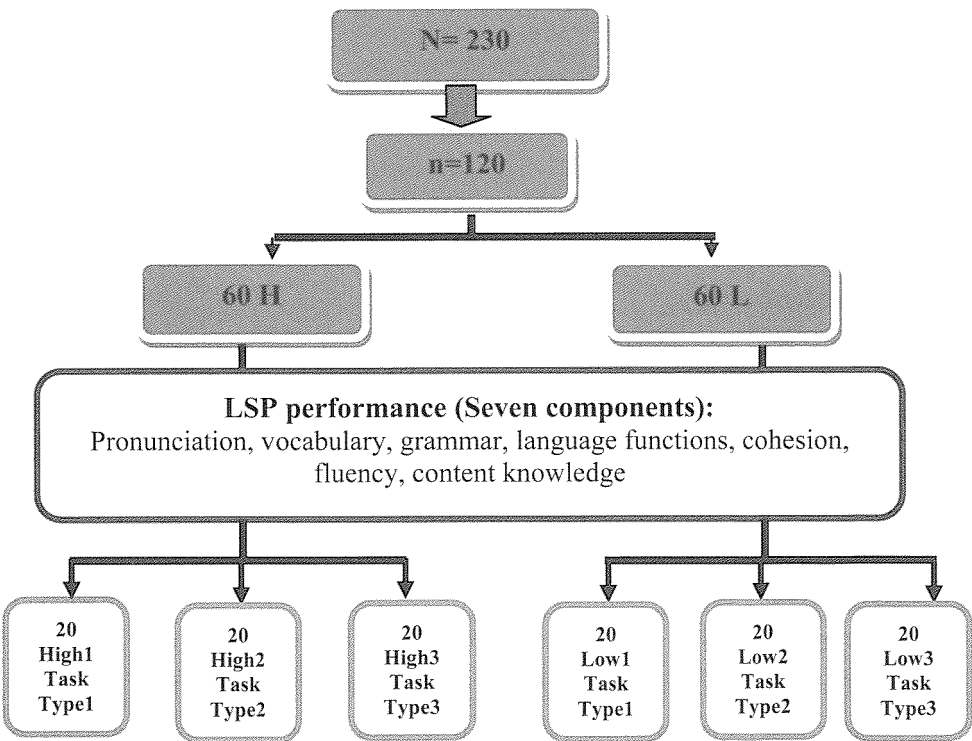 N= 230
n=120
60 H
60 L
LSP performance (Seven components):
Pronunciation, vocabulary, grammar, language functions, cohesion,
fluency, content knowledge
20
High1
Task
Type1
20
High2
Task
Type2
20
High3
Task
Type3
20
Low1
Task
Type1
20
Low2
Task
Type2
20
Low3
Task
Type3